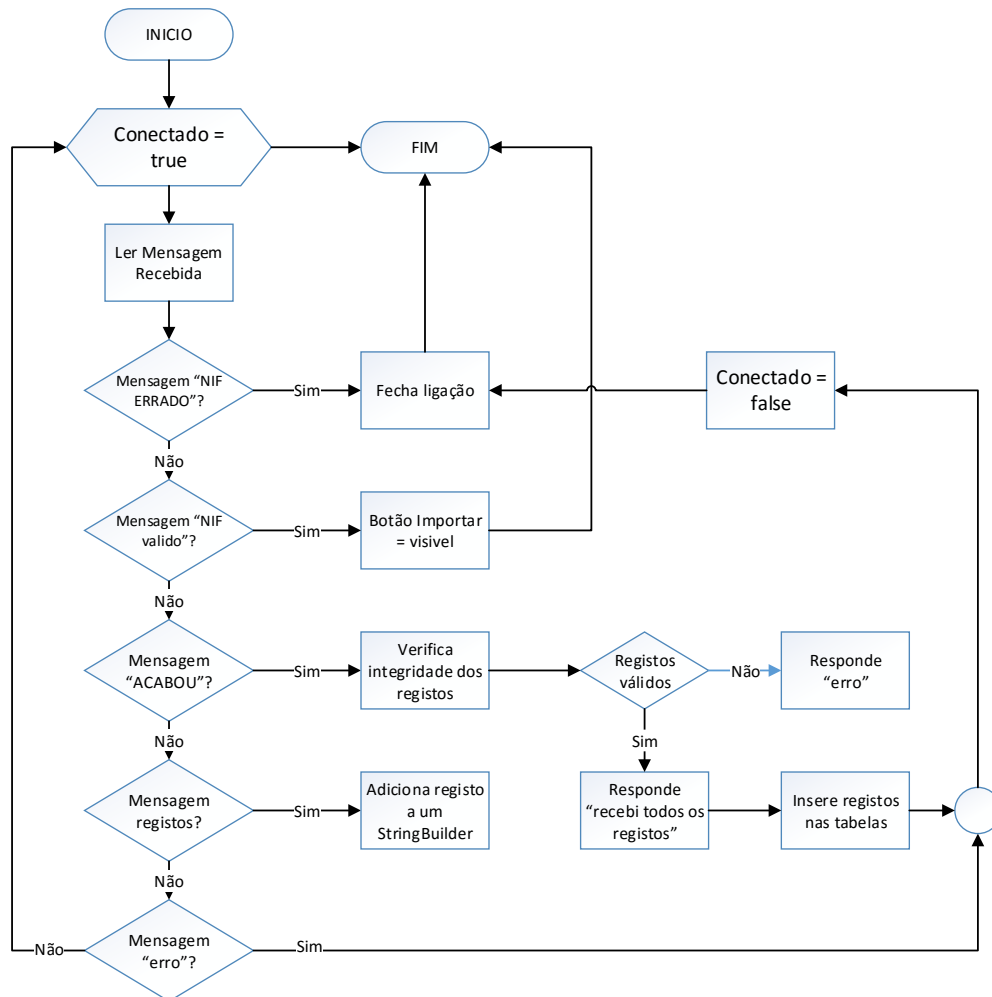 INICIO
Conectado =
true
FIM
Ler Mensagem
Recebida
Mensagem “NIF
ERRADO”?
Sim
Fecha ligação
Conectado =
false
Não
Mensagem “NIF
valido”?
Sim
Botão Importar
= visivel
Não
Mensagem
“ACABOU”?
Sim
Verifica
integridade dos
registos
Registos
válidos
Não
Responde
“erro”
Sim
Não
Mensagem
registos?
Sim
Adiciona registo
a um
StringBuilder
Responde
“recebi todos os
registos”
Insere registos
nas tabelas
Não
Mensagem
“erro”?
Não
Sim